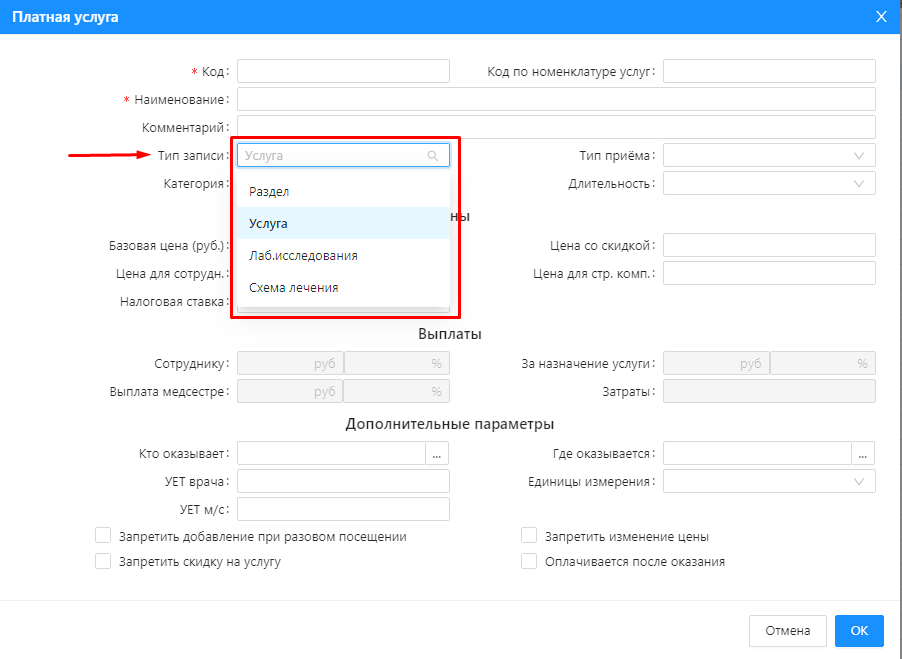 Платная услуга
* Код: Код по номенклатуре услуг:
* Наименование:
Комментарий:
Тип записи: Услуга Тип приёма:
Категория: Раздел Длительность:
Услуга ны
Базовая цена (руб.): Лаб.исследования Цена со скидкой:
Цена для сотрудн.: Схема лечения Цена для стр. комп.:
Налоговая ставка:
Выплаты
Сотруднику: руб % За назначение услуги: руб %
Выплата медсестре: руб % Затраты:
Дополнительные параметры
Кто оказывает: ... Где оказывается: ...
УЕТ врача: Единицы измерения:
УЕТ м/с:
Запретить добавление при разовом посещении Запретить изменение цены
Запретить скидку на услугу Оплачивается после оказания
Отмена OK